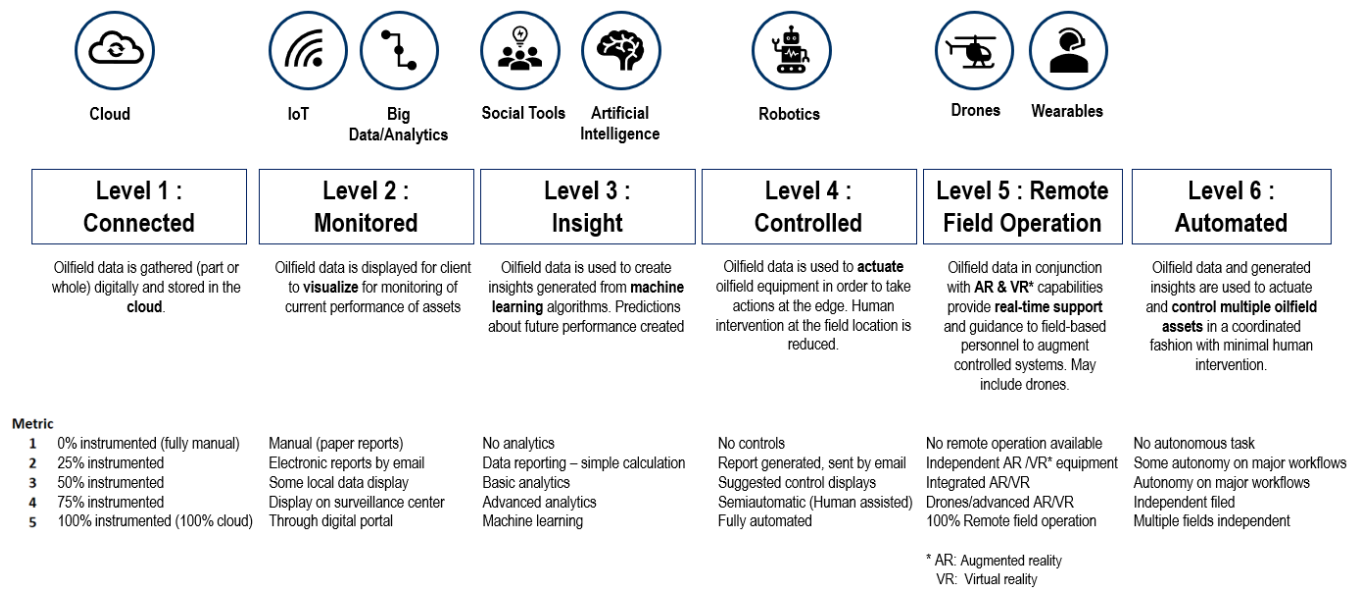 Cloud
IoT
Big
Data/Analytics
Social Tools
Artificial
Intelligence
Robotics
Drones
Wearables
Level 1 :
Connected
Level 2 :
Monitored
Level 3 :
Insight
Level 4 :
Controlled
Level 5 : Remote
Field Operation
Level 6 :
Automated
Oilfield data is gathered (part or
whole) digitally and stored in the
cloud.
Oilfield data is displayed for client
to visualize for monitoring of
current performance of assets
Oilfield data is used to create
insights generated from machine
learning algorithms. Predictions
about future performance created
Oilfield data is used to actuate
oilfield equipment in order to take
actions at the edge. Human
intervention at the field location is
reduced.
Oilfield data in conjunction
with AR & VR* capabilities
provide real-time support
and guidance to field-based
personnel to augment
controlled systems. May
include drones.
Oilfield data and generated
insights are used to actuate
and control multiple oilfield
assets in a coordinated
fashion with minimal human
intervention.
Metric
1 0% instrumented (fully manual) Manual (paper reports) No analytics No controls No remote operation available No autonomous task
2 25% instrumented Electronic reports by email Data reporting – simple calculation Report generated, sent by email Independent AR /VR* equipment Some autonomy on major workflows
3 50% instrumented Some local data display Basic analytics Suggested control displays Integrated AR/VR Autonomy on major workflows
4 75% instrumented Display on surveillance center Advanced analytics Semiautomatic (Human assisted) Drones/advanced AR/VR Independent filed
5 100% instrumented (100% cloud) Through digital portal Machine learning Fully automated 100% Remote field operation Multiple fields independent
* AR: Augmented reality
VR: Virtual reality